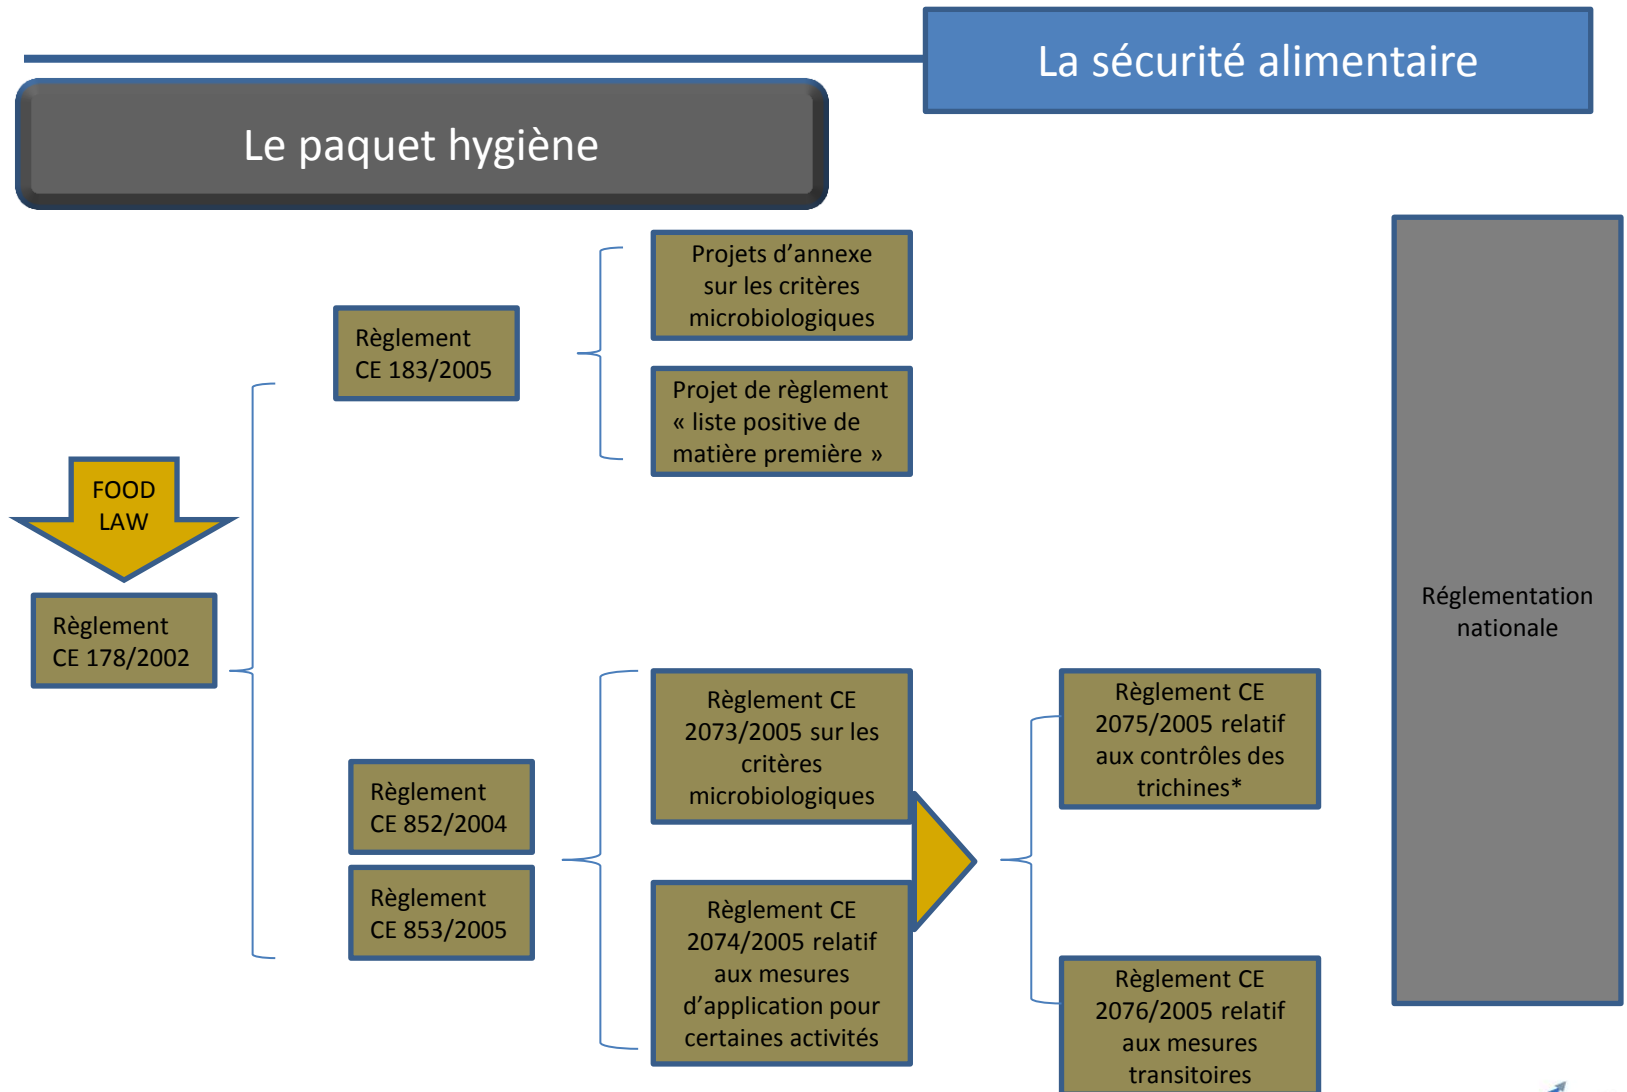 La sécurité alimentaire
Le paquet hygiène
Projets d’annexe
sur les critères
microbiologiques
Règlement
CE 183/2005
Projet de règlement
« liste positive de
matière première »
FOOD
LAW
Règlement
CE 178/2002
Réglementation
nationale
Règlement CE
2073/2005 sur les
critères
microbiologiques
Règlement CE
2075/2005 relatif
aux contrôles des
trichines*
Règlement
CE 852/2004
Règlement
CE 853/2005
Règlement CE
2074/2005 relatif
aux mesures
d’application pour
certaines activités
Règlement CE
2076/2005 relatif
aux mesures
transitoires